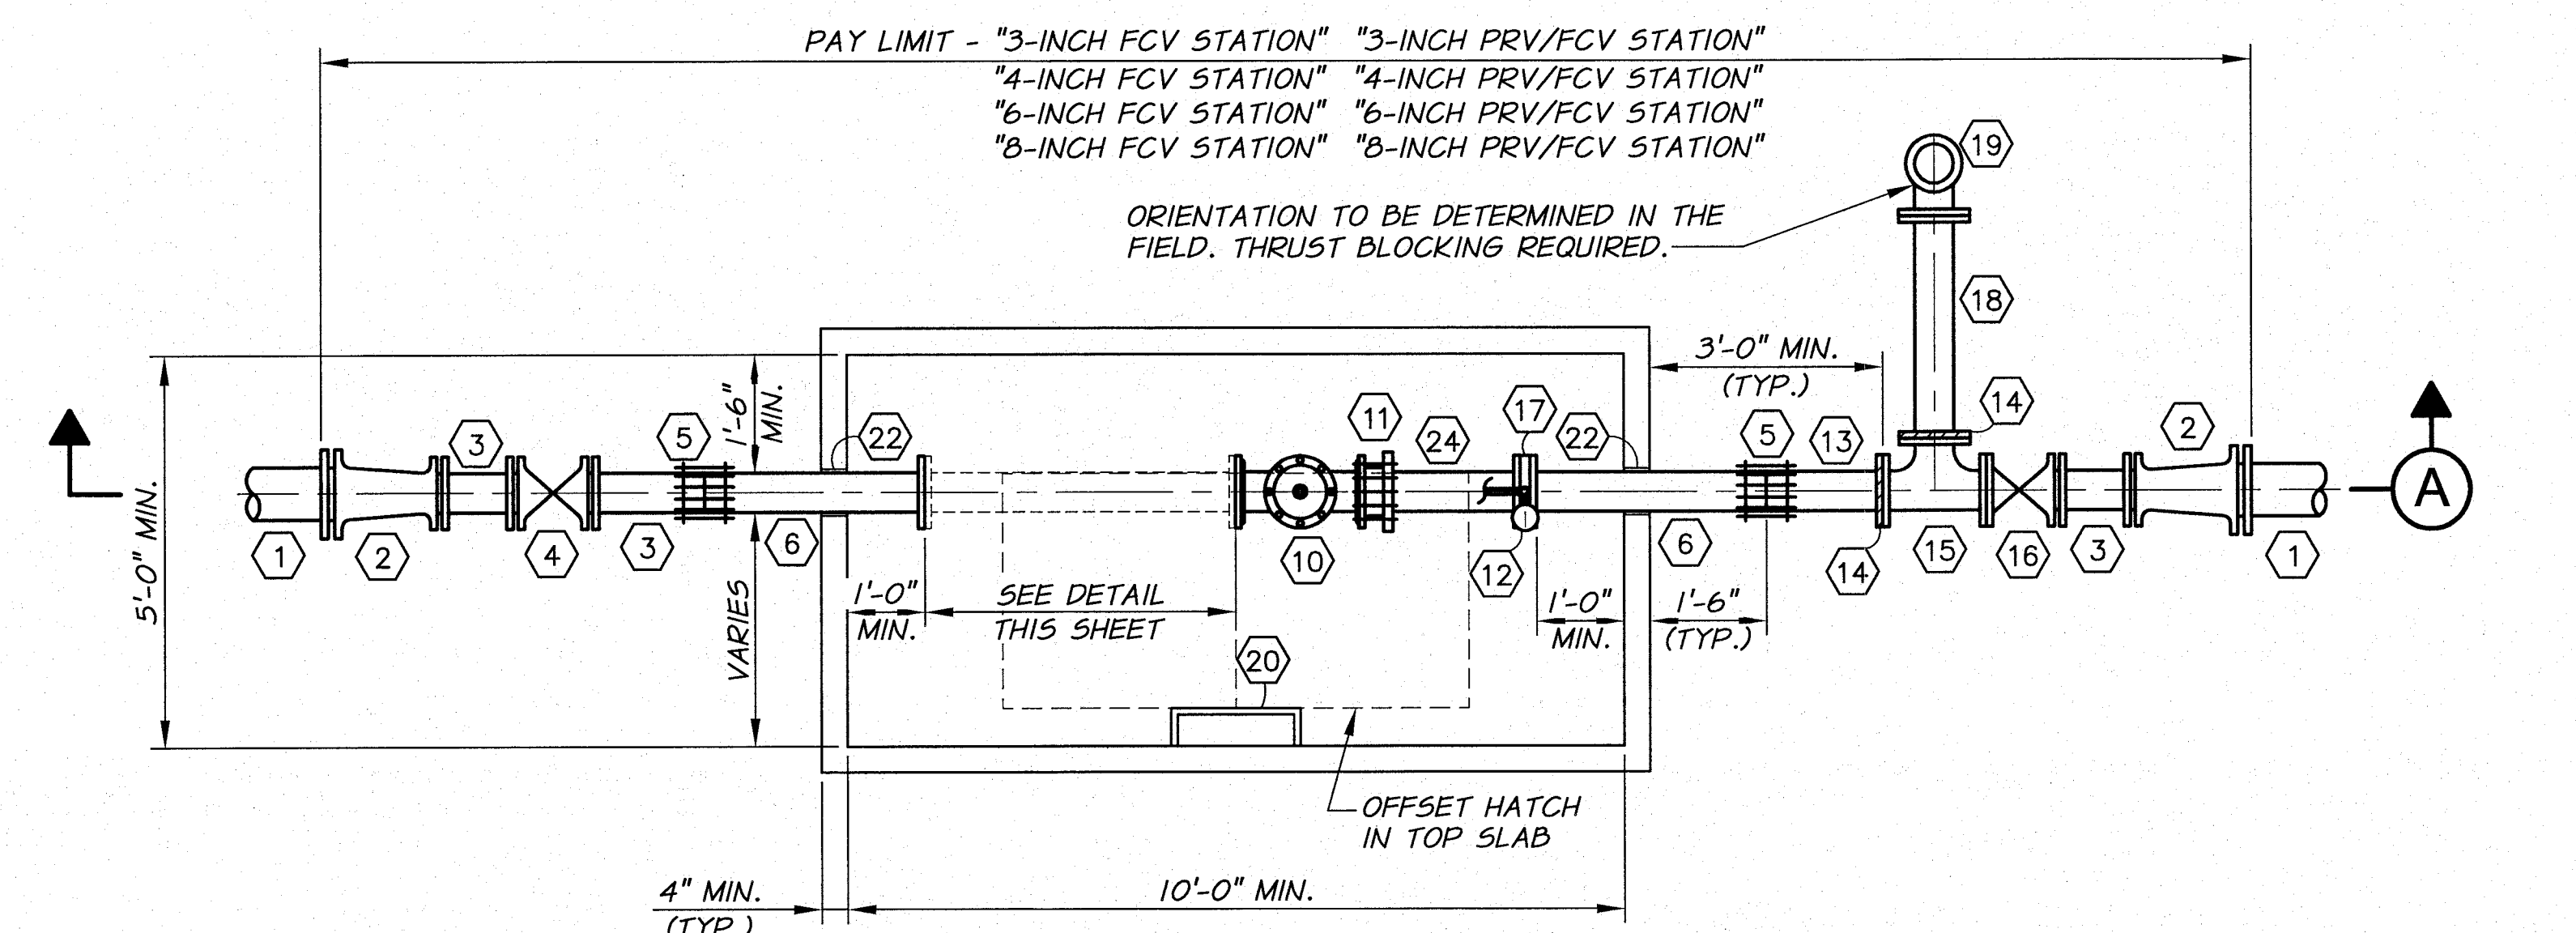 PAY LIMIT - "3-INCH FCV STATION" "3-INCH PRV/FCV STATION"
"4-INCH FCV STATION" "4-INCH PRV/FCV STATION"
"6-INCH FCV STATION" "6-INCH PRV/FCV STATION"
"8-INCH FCV STATION" "8-INCH PRV/FCV STATION"
19
ORIENTATION TO BE DETERMINED IN THE
FIELD. THRUST BLOCKING REQUIRED.
18
3'-0" MIN.
(TYP.)
5'-0" MIN.
1'-6"
MIN.
3
5
22
11
24
17
22
5
13
14
2
A
1
2
4
3
6
10
12
6
14
15
16
3
1
VARIES
1'-0"
MIN.
SEE DETAIL
THIS SHEET
1'-0"
MIN.
1'-6"
(TYP.)
20
OFFSET HATCH
IN TOP SLAB
4" MIN.
(TYP.)
10'-0" MIN.